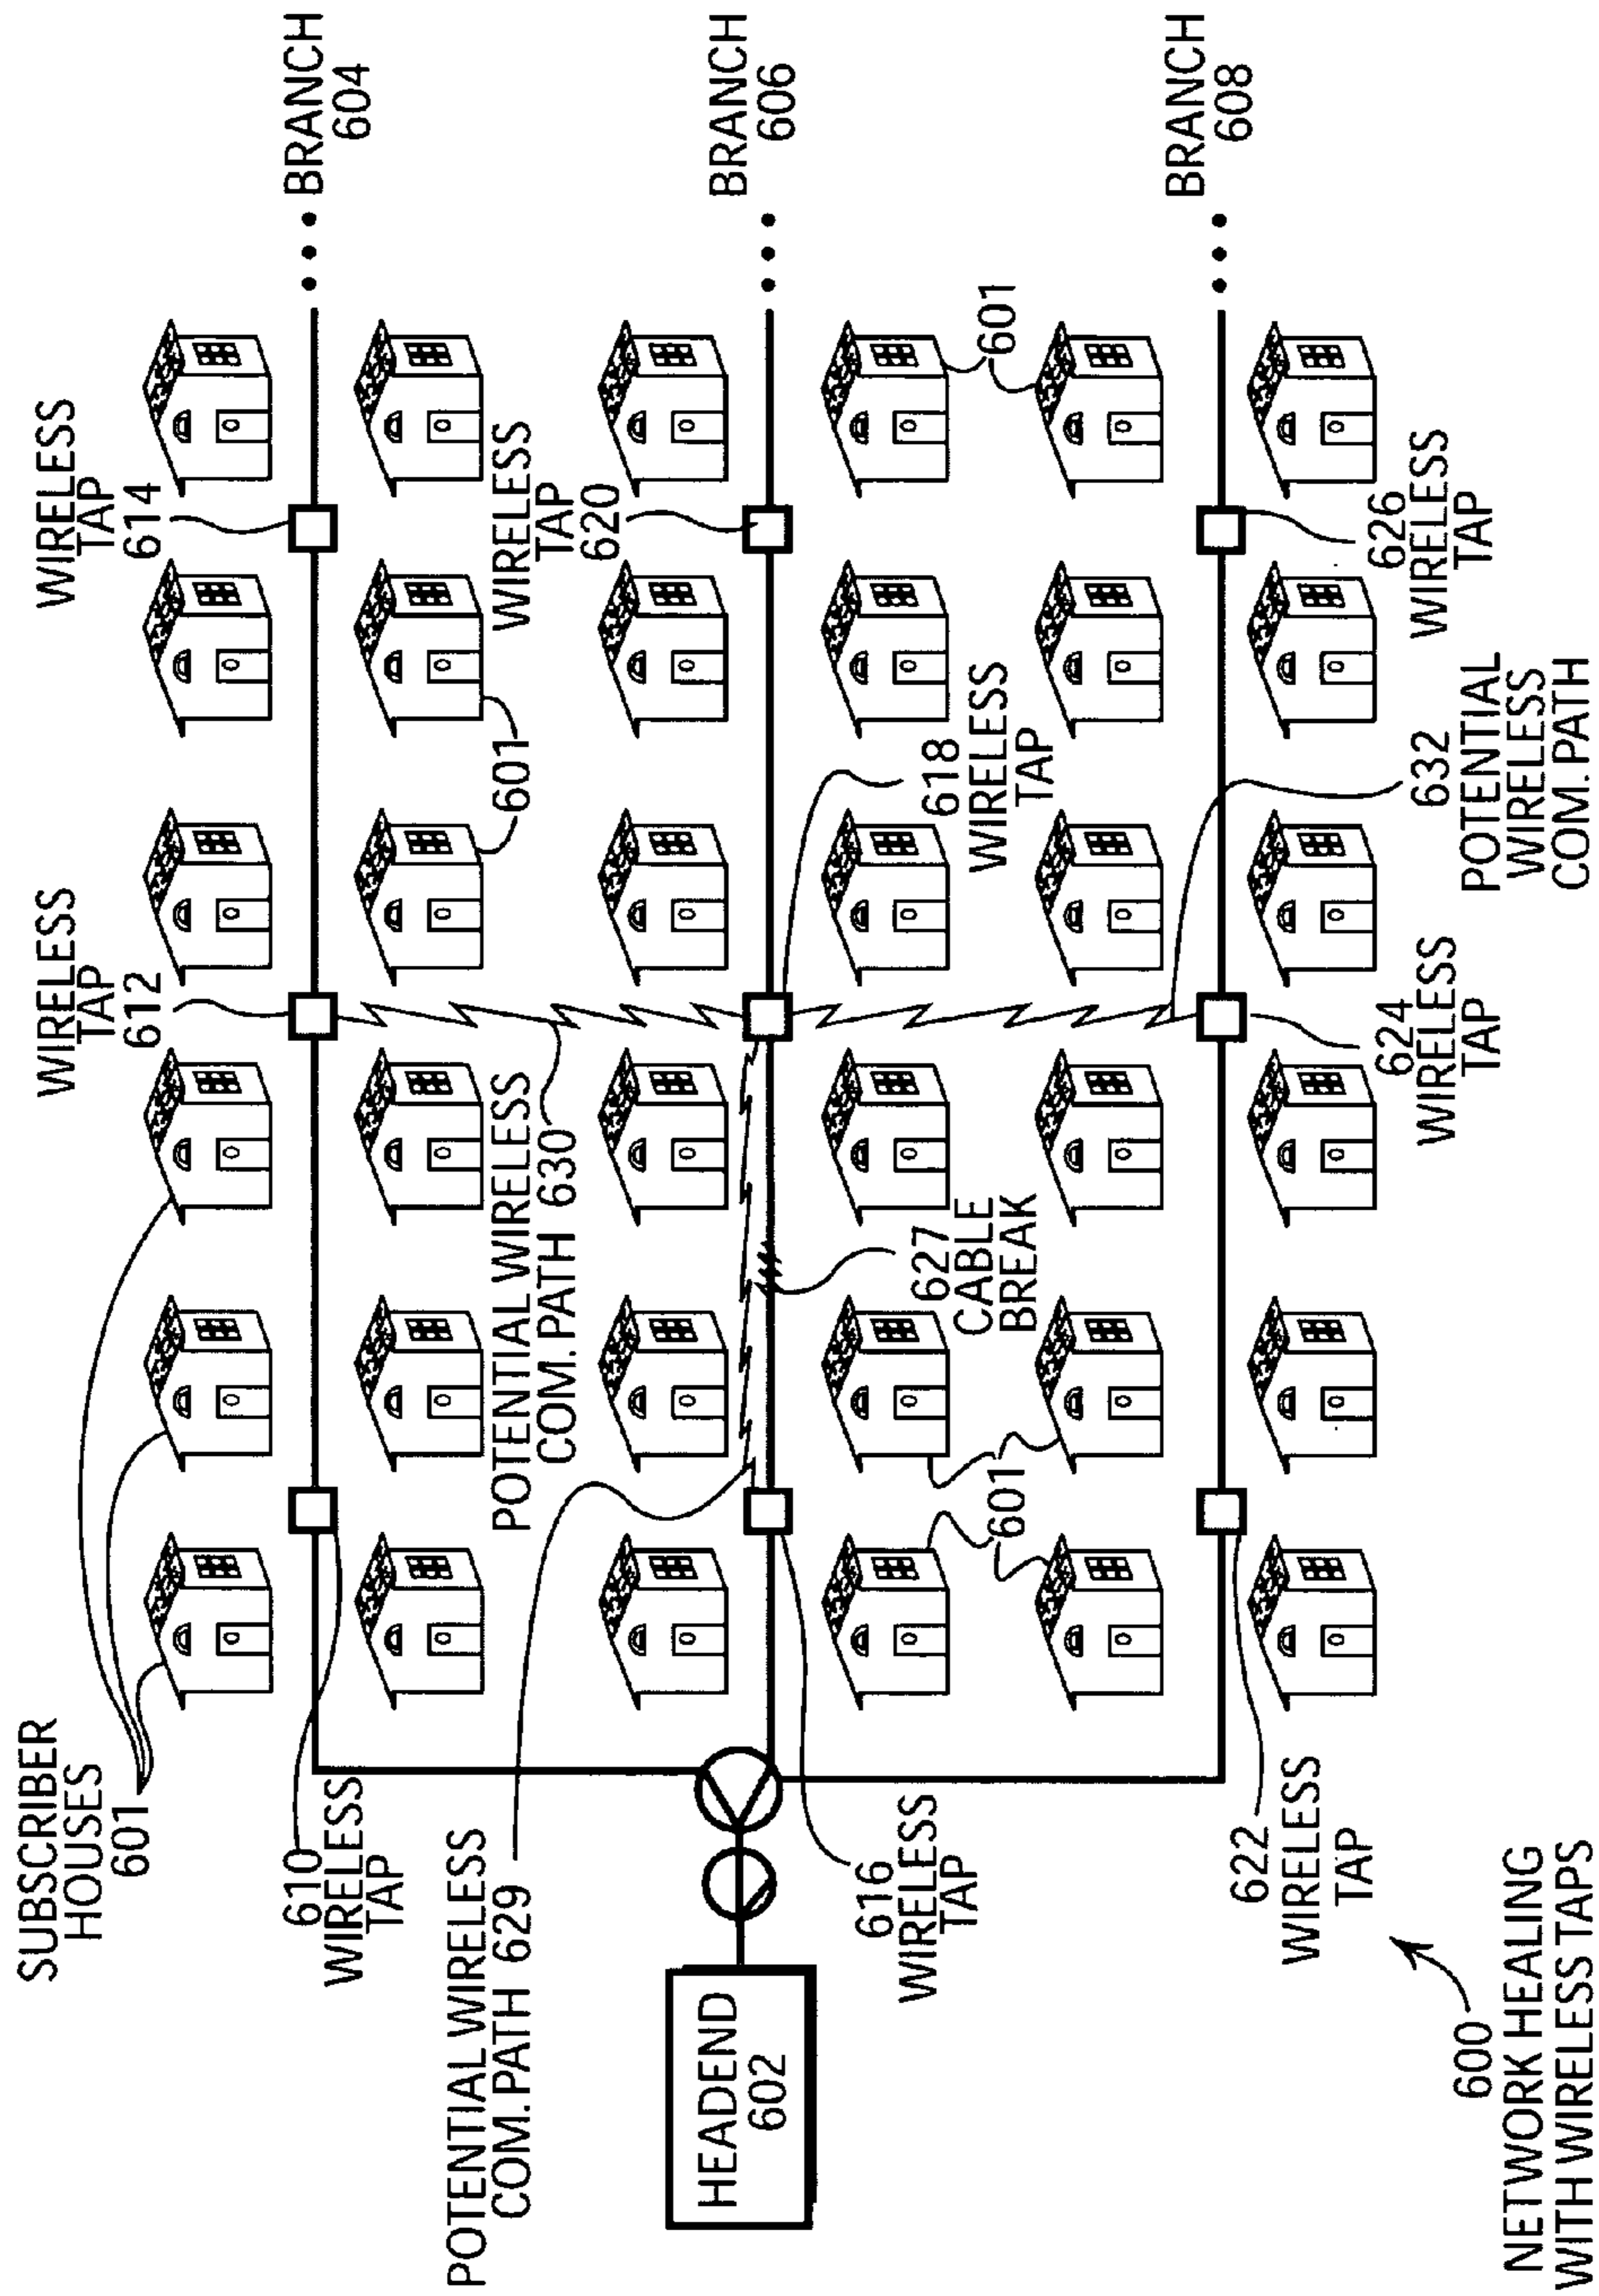 SUBSCRIBER
HOUSES
601
WIRELESS
TAP
612
WIRELESS
TAP
614
BRANCH
604
610
WIRELESS
TAP
601
WIRELESS
TAP
620
POTENTIAL WIRELESS
COM.PATH 630
POTENTIAL WIRELESS
COM.PATH 629
BRANCH
606
HEADEND
602
616
WIRELESS
TAP
627
CABLE
BREAK
618
WIRELESS
TAP
601
601
BRANCH
608
622
WIRELESS
TAP
624
WIRELESS
TAP
632
POTENTIAL
WIRELESS
COM.PATH
626
WIRELESS
TAP
600
NETWORK HEALING
WITH WIRELESS TAPS